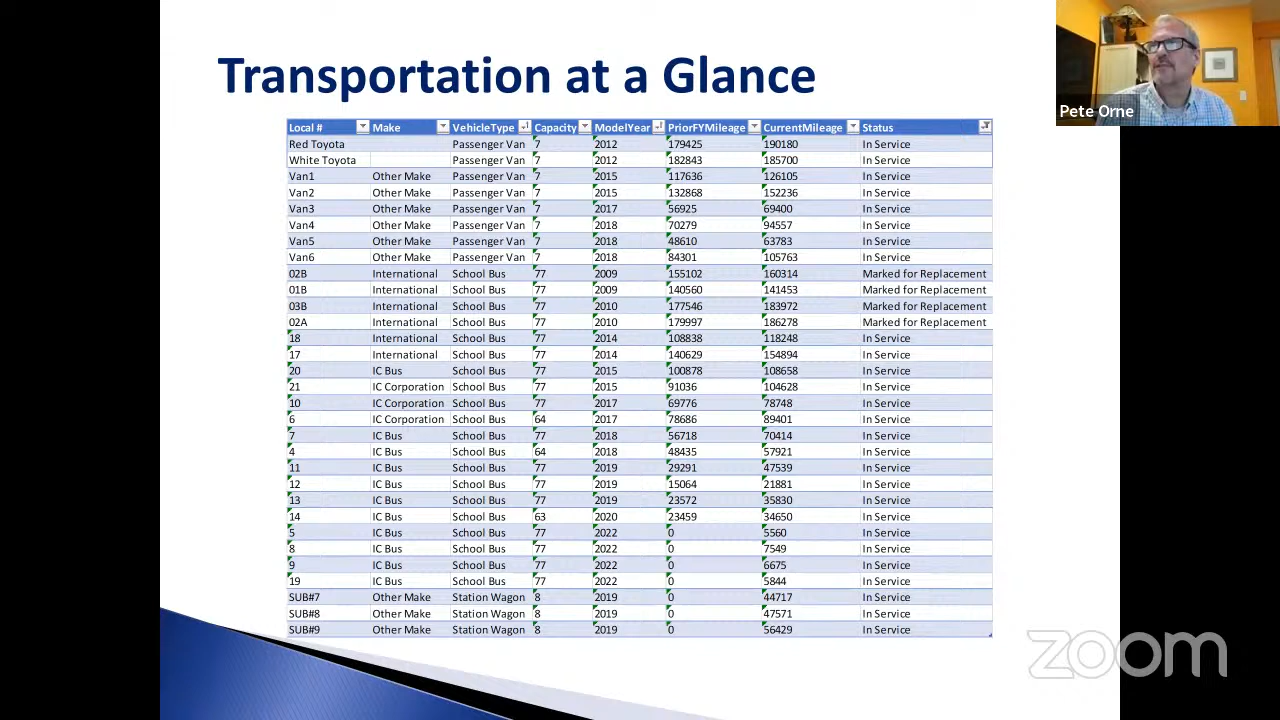 Transportation at a Glance
Pete Orne
Local # Make VehicleType Capacity ModelYear PriorFYMileage CurrentMileage Status
Red Toyota Passenger Van 7 2012 179425 190180 In Service
White Toyota Passenger Van 7 2012 182843 185700 In Service
Van1 Other Make Passenger Van 7 2015 117636 126105 In Service
Van2 Other Make Passenger Van 7 2015 132868 152236 In Service
Van3 Other Make Passenger Van 7 2017 56925 69400 In Service
Van4 Other Make Passenger Van 7 2018 70279 94557 In Service
Van5 Other Make Passenger Van 7 2018 48610 63783 In Service
Van6 Other Make Passenger Van 7 2018 84301 105763 In Service
02B International School Bus 77 2009 155102 160314 Marked for Replacement
01B International School Bus 77 2009 140560 141453 Marked for Replacement
03B International School Bus 77 2010 177546 183972 Marked for Replacement
02A International School Bus 77 2010 179997 186278 Marked for Replacement
18 International School Bus 77 2014 108838 118248 In Service
17 International School Bus 77 2014 140629 154894 In Service
20 IC Bus School Bus 77 2015 100878 108658 In Service
21 IC Corporation School Bus 77 2015 91036 104628 In Service
10 IC Corporation School Bus 77 2017 69776 78748 In Service
6 IC Corporation School Bus 64 2017 78686 89401 In Service
7 IC Bus School Bus 77 2018 56718 70414 In Service
4 IC Bus School Bus 64 2018 48435 57921 In Service
11 IC Bus School Bus 77 2019 29291 47539 In Service
12 IC Bus School Bus 77 2019 15064 21881 In Service
13 IC Bus School Bus 77 2019 23572 35830 In Service
14 IC Bus School Bus 63 2020 23459 34650 In Service
5 IC Bus School Bus 77 2022 0 5560 In Service
8 IC Bus School Bus 77 2022 0 7549 In Service
9 IC Bus School Bus 77 2022 0 6675 In Service
19 IC Bus School Bus 77 2022 0 5844 In Service
SUB#7 Other Make Station Wagon 8 2019 0 44717 In Service
SUB#8 Other Make Station Wagon 8 2019 0 47571 In Service
SUB#9 Other Make Station Wagon 8 2019 0 56429 In Service
zoom